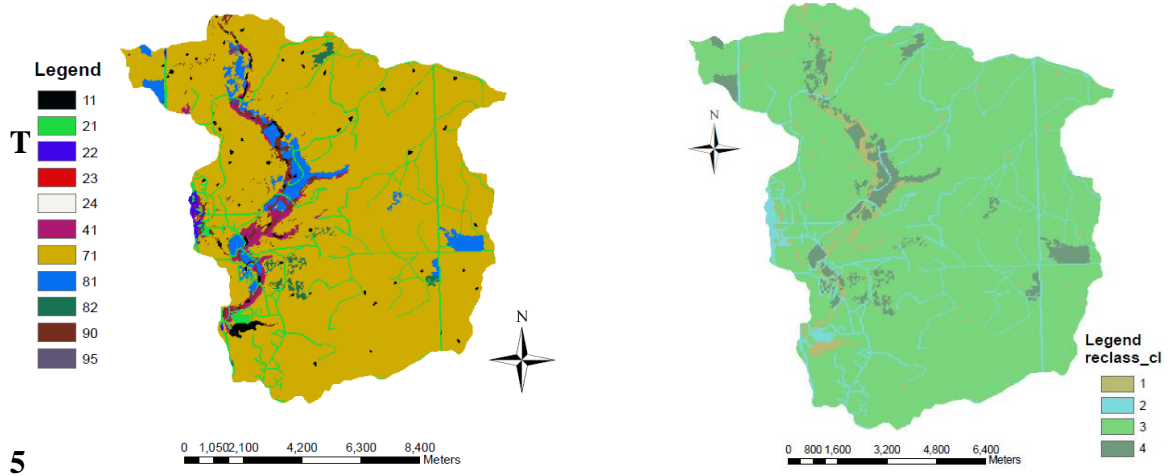 Legend
11
21
22
23
24
41
71
81
82
90
95
T
N
0 1,050 2,100 4,200 6,300 8,400
Meters
5
N
Legend
reclass_cl
1
2
3
4
0 800 1,600 3,200 4,800 6,400
Meters